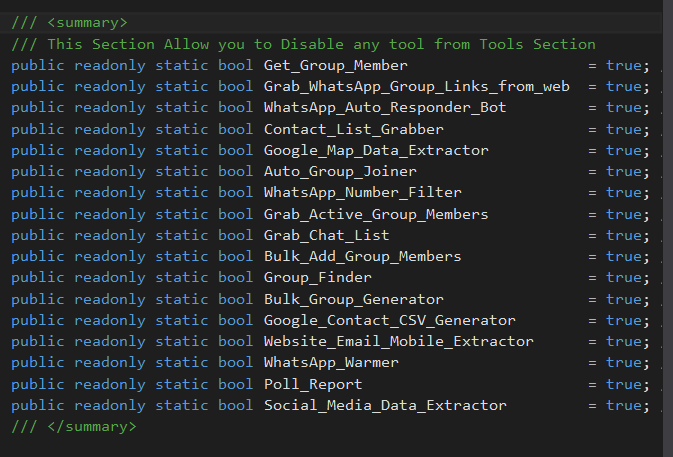 /// <summary>
/// This Section Allow you to Disable any tool from Tools Section
public readonly static bool Get_Group_Member = true; /
public readonly static bool Grab_WhatsApp_Group_Links_from_web = true; /
public readonly static bool WhatsApp_Auto_Responder_Bot = true; /
public readonly static bool Contact_List_Grabber = true; /
public readonly static bool Google_Map_Data_Extractor = true; /
public readonly static bool Auto_Group_Joiner = true; /
public readonly static bool WhatsApp_Number_Filter = true; /
public readonly static bool Grab_Active_Group_Members = true; /
public readonly static bool Grab_Chat_List = true; /
public readonly static bool Bulk_Add_Group_Members = true; /
public readonly static bool Group_Finder = true; /
public readonly static bool Bulk_Group_Generator = true; /
public readonly static bool Google_Contact_CSV_Generator = true; /
public readonly static bool Website_Email_Mobile_Extractor = true; /
public readonly static bool WhatsApp_Warmer = true; /
public readonly static bool Poll_Report = true; /
public readonly static bool Social_Media_Data_Extractor = true; /
/// </summary>